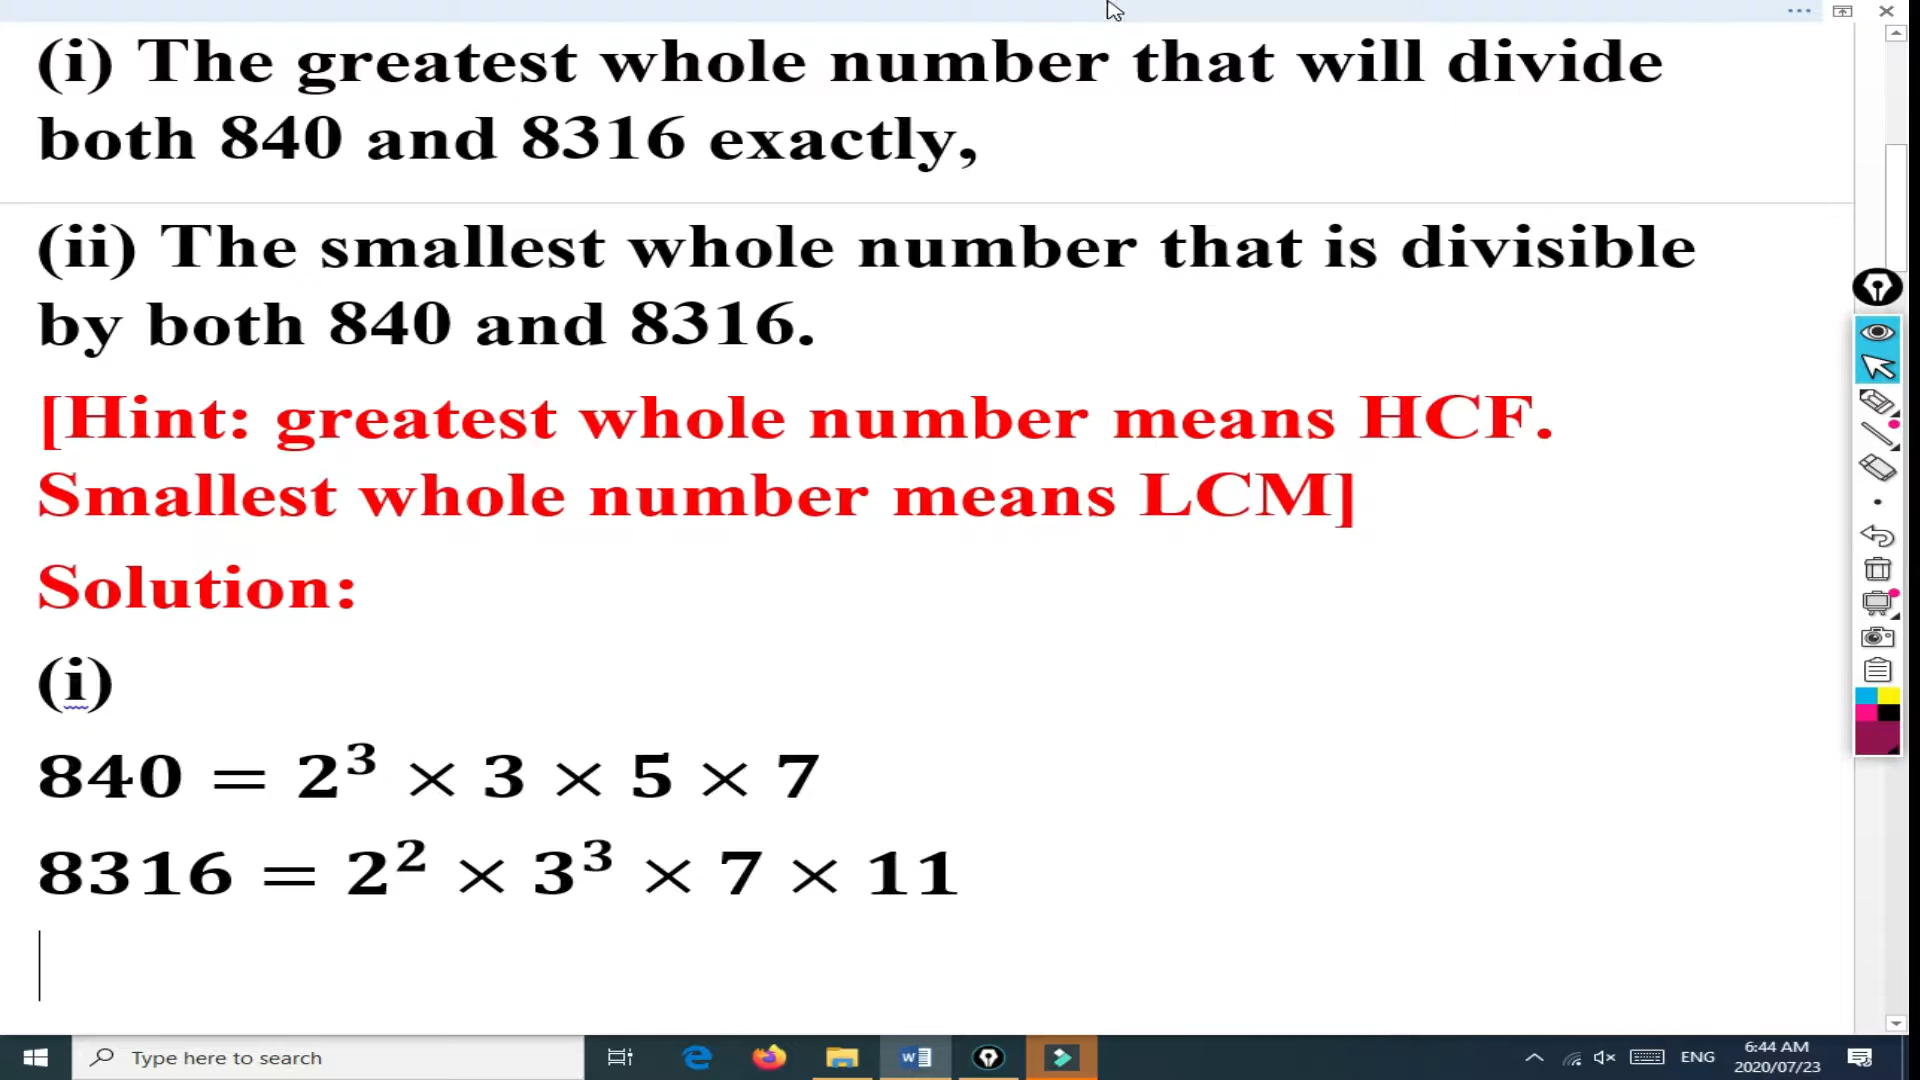 (i) The greatest whole number that will divide
both 840 and 8316 exactly,
(ii) The smallest whole number that is divisible
by both 840 and 8316.
[Hint: greatest whole number means HCF.
Smallest whole number means LCM]
Solution:
(i)
840 = 2³ × 3 × 5 × 7
8316 = 2² × 3³ × 7 × 11
Type here to search
ENG
6:44 AM
2020/07/23